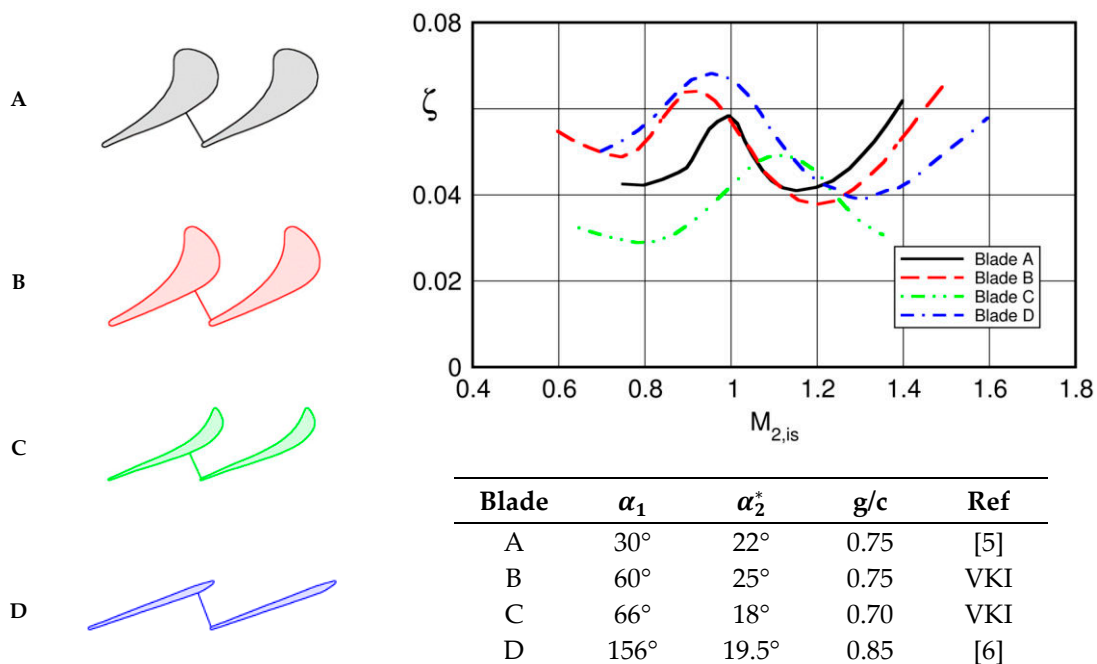 A
B
C
D
0.08
ζ
0.04
0.02
0
0.4 0.6 0.8 1 1.2 1.4 1.6 1.8
M2,is
Blade A
Blade B
Blade C
Blade D
Blade α1 α2* g/c Ref
A 30° 22° 0.75 [5]
B 60° 25° 0.75 VKI
C 66° 18° 0.70 VKI
D 156° 19.5° 0.85 [6]